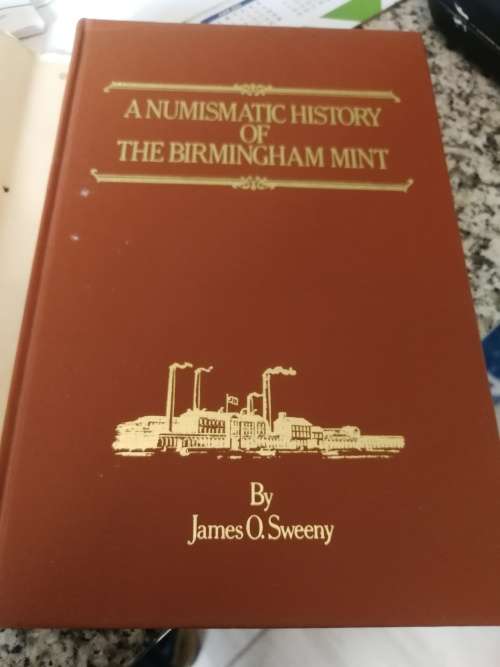 A NUMISMATIC HISTORY
OF
THE BIRMINGHAM MINT
By
James O. Sweeny